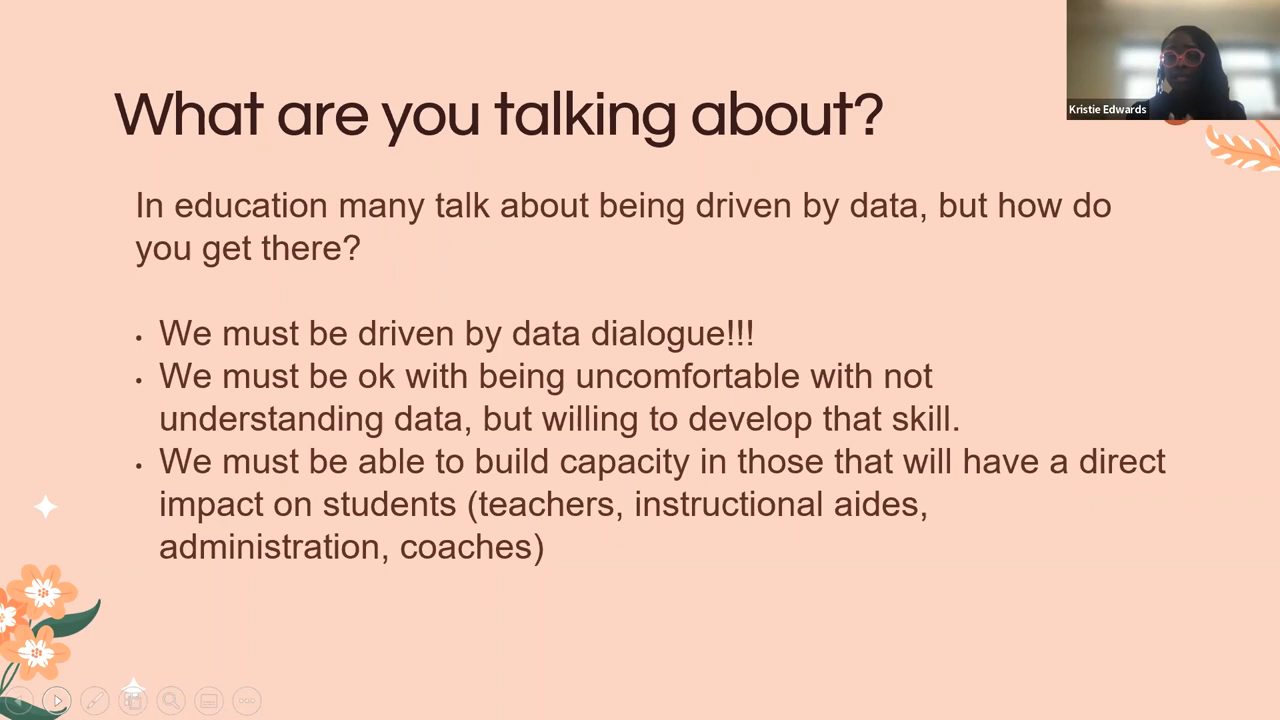 Kristie Edwards
What are you talking about?
In education many talk about being driven by data, but how do
you get there?
• We must be driven by data dialogue!!!
• We must be ok with being uncomfortable with not
understanding data, but willing to develop that skill.
• We must be able to build capacity in those that will have a direct
impact on students (teachers, instructional aides,
administration, coaches)